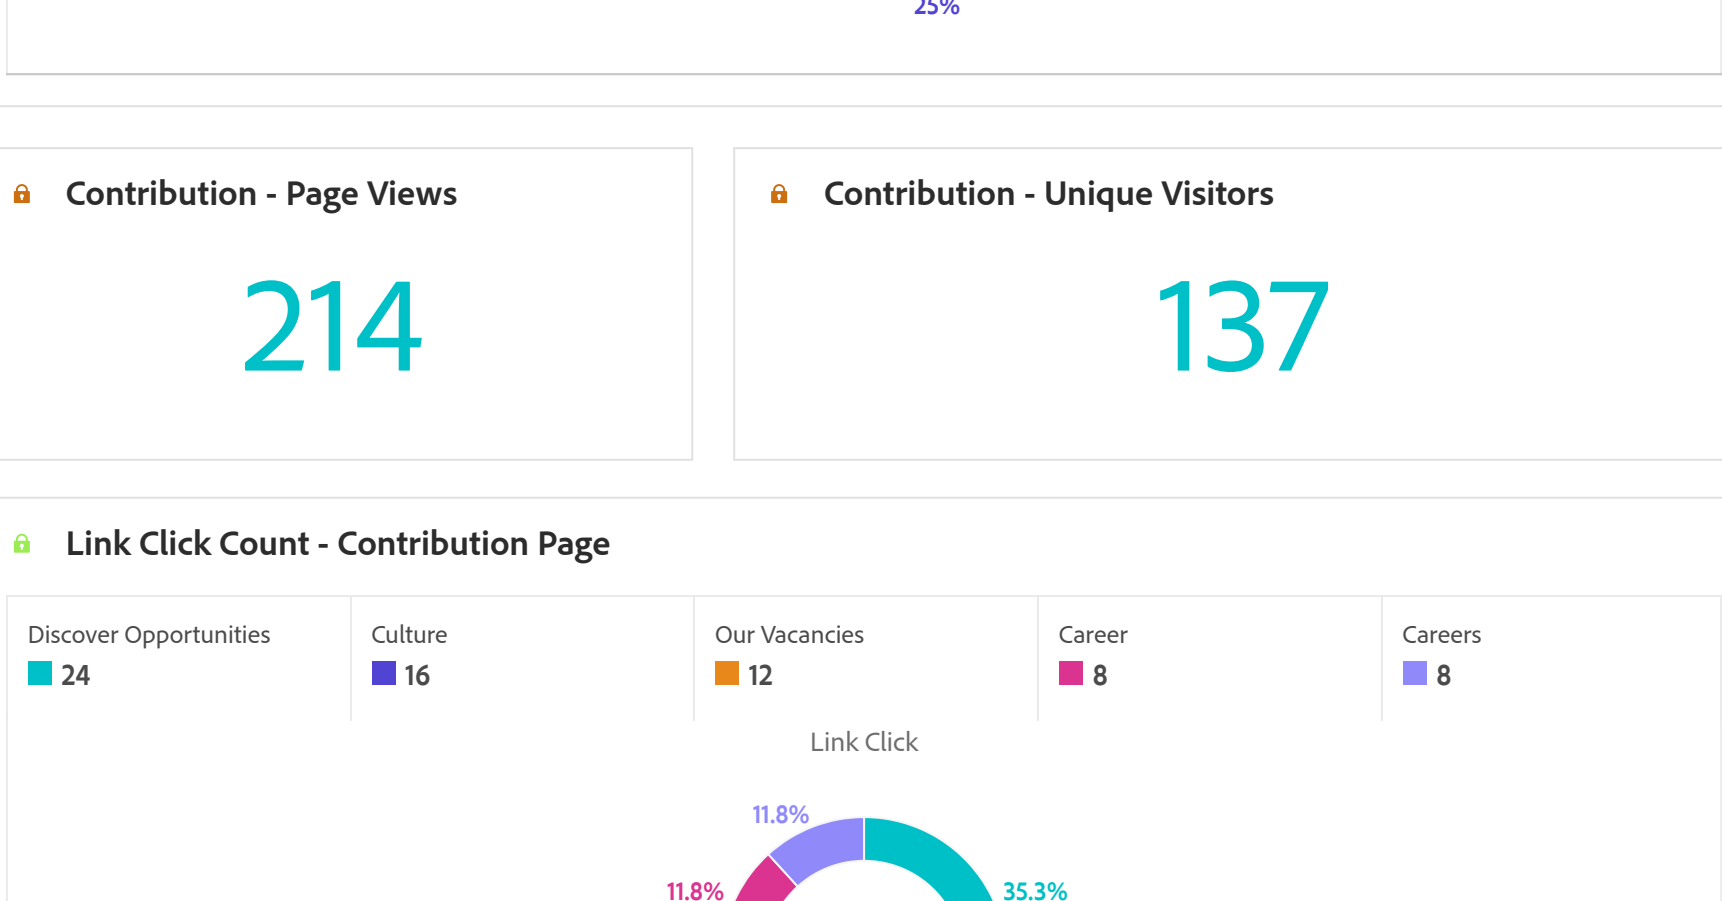 25%
Contribution - Page Views
214
Contribution - Unique Visitors
137
Link Click Count - Contribution Page
Discover Opportunities
24
Culture
16
Our Vacancies
12
Career
8
Careers
8
Link Click
11.8%
11.8%
35.3%